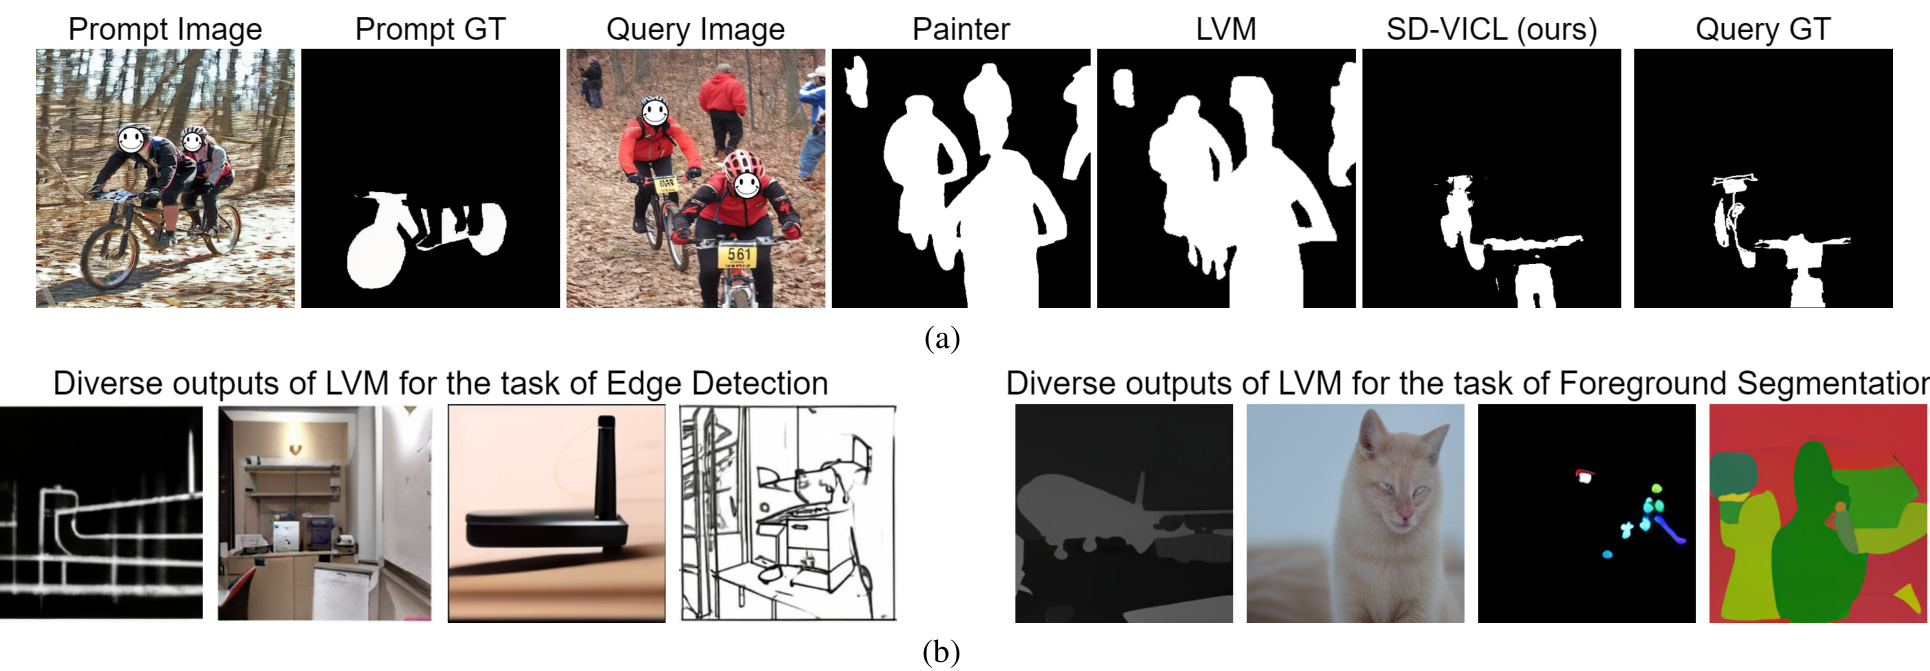 Prompt Image Prompt GT Query Image Painter LVM SD-VICL (ours) Query GT
561
(a)
Diverse outputs of LVM for the task of Edge Detection Diverse outputs of LVM for the task of Foreground Segmentation
(b)